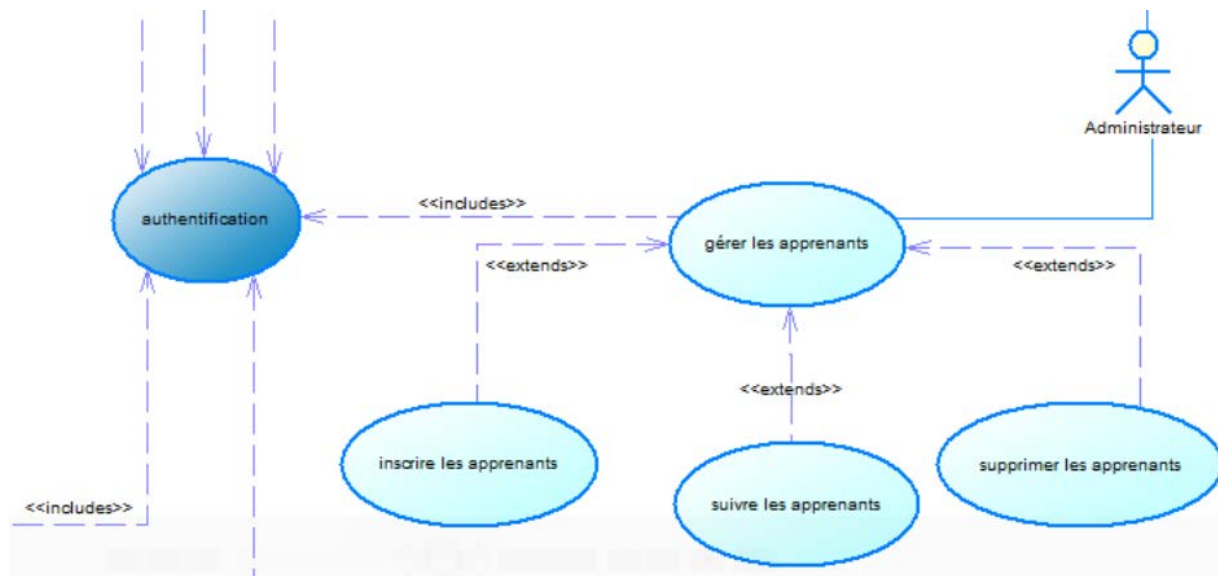 Administrateur
<<includes>>
authentification
gérer les apprenants
<<extends>>
<<extends>>
<<extends>>
inscrire les apprenants
suivre les apprenants
supprimer les apprenants
<<includes>>